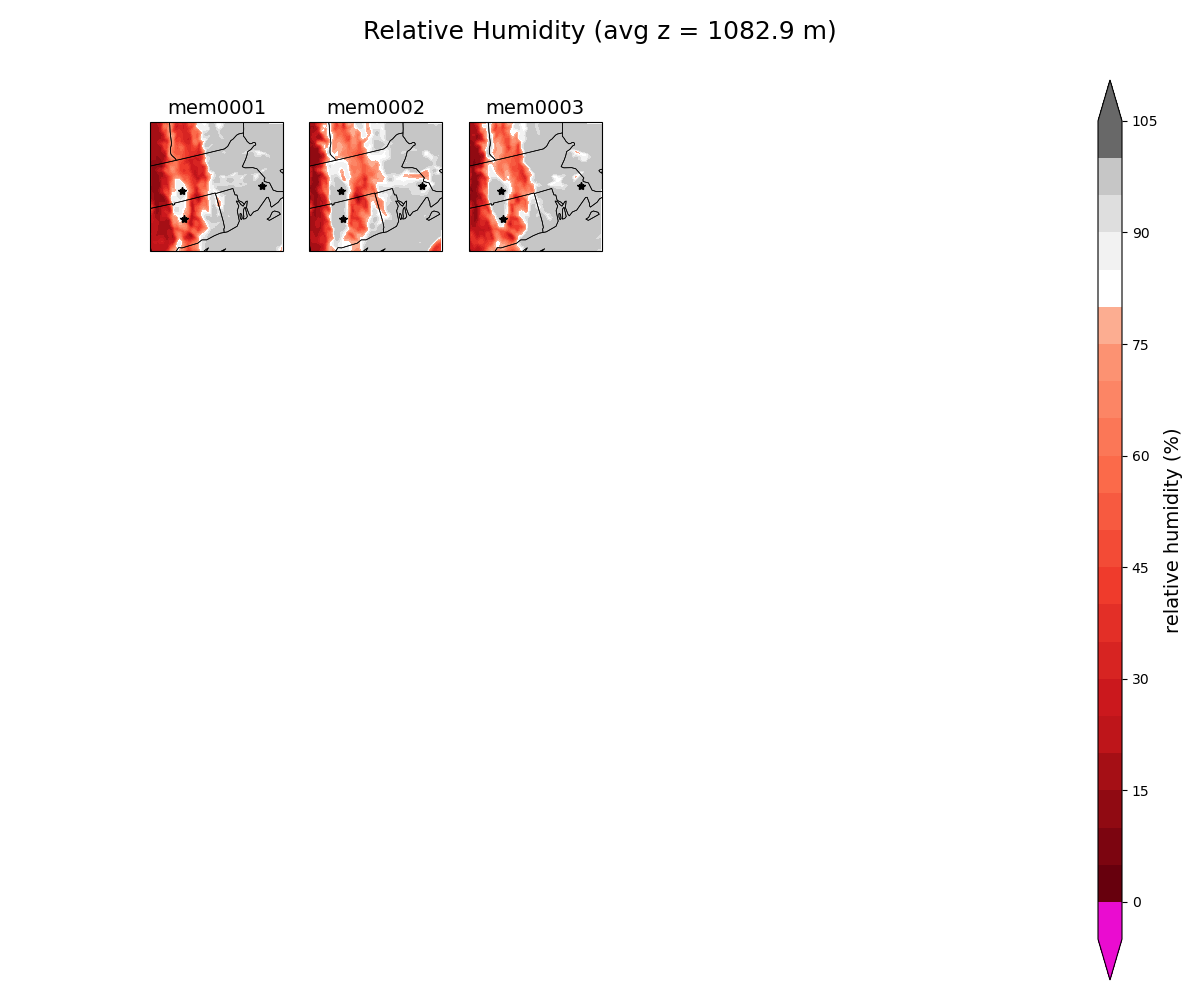 Relative Humidity (avg z = 1082.9 m)
mem0001
mem0002
mem0003
105
90
75
60
45
30
15
0
relative humidity (%)